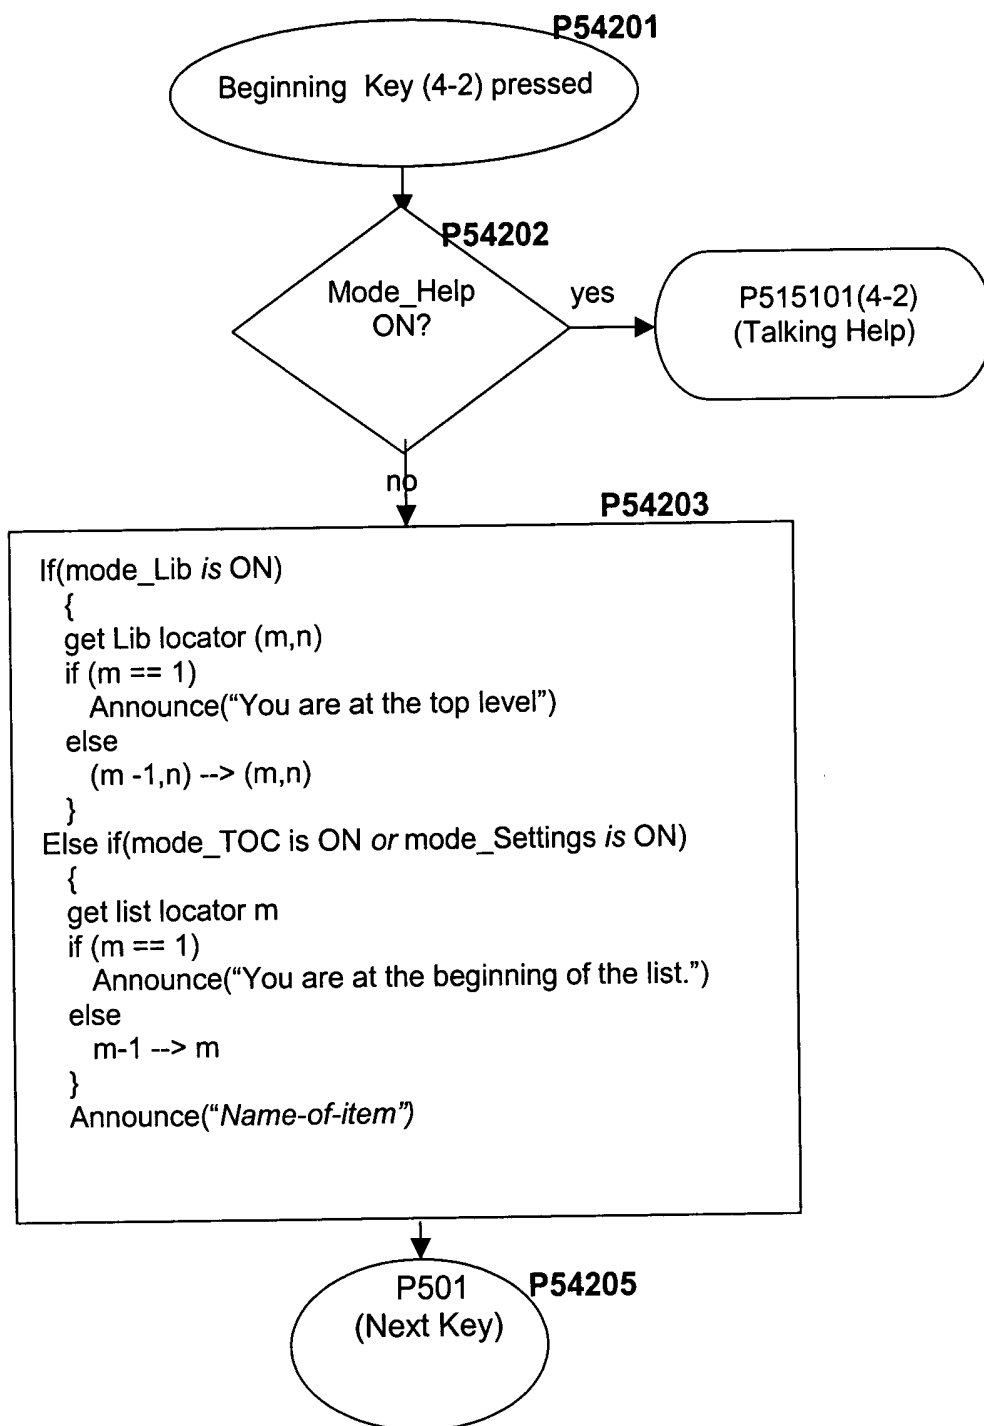 P54201
Beginning Key (4-2) pressed
P54202
Mode_Help
ON?
yes
P515101(4-2)
(Talking Help)
no
P54203
If(mode_Lib is ON)
{
get Lib locator (m,n)
if (m == 1)
Announce(“You are at the top level”)
else
(m -1,n) --> (m,n)
}
Else if(mode_TOC is ON or mode_Settings is ON)
{
get list locator m
if (m == 1)
Announce(“You are at the beginning of the list.”)
else
m-1 --> m
}
Announce(“Name-of-item”)
P501
(Next Key)
P54205